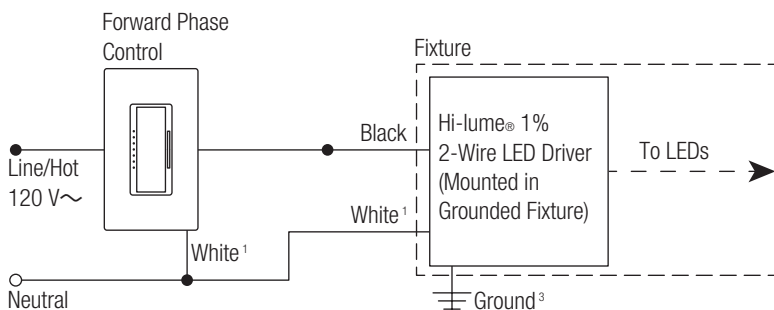 Forward Phase
Control
Fixture
Black
Hi-lume® 1%
2-Wire LED Driver
(Mounted in
Grounded Fixture)
To LEDs
Line/Hot
120 V~
White ¹
White ¹
Neutral
Ground ³